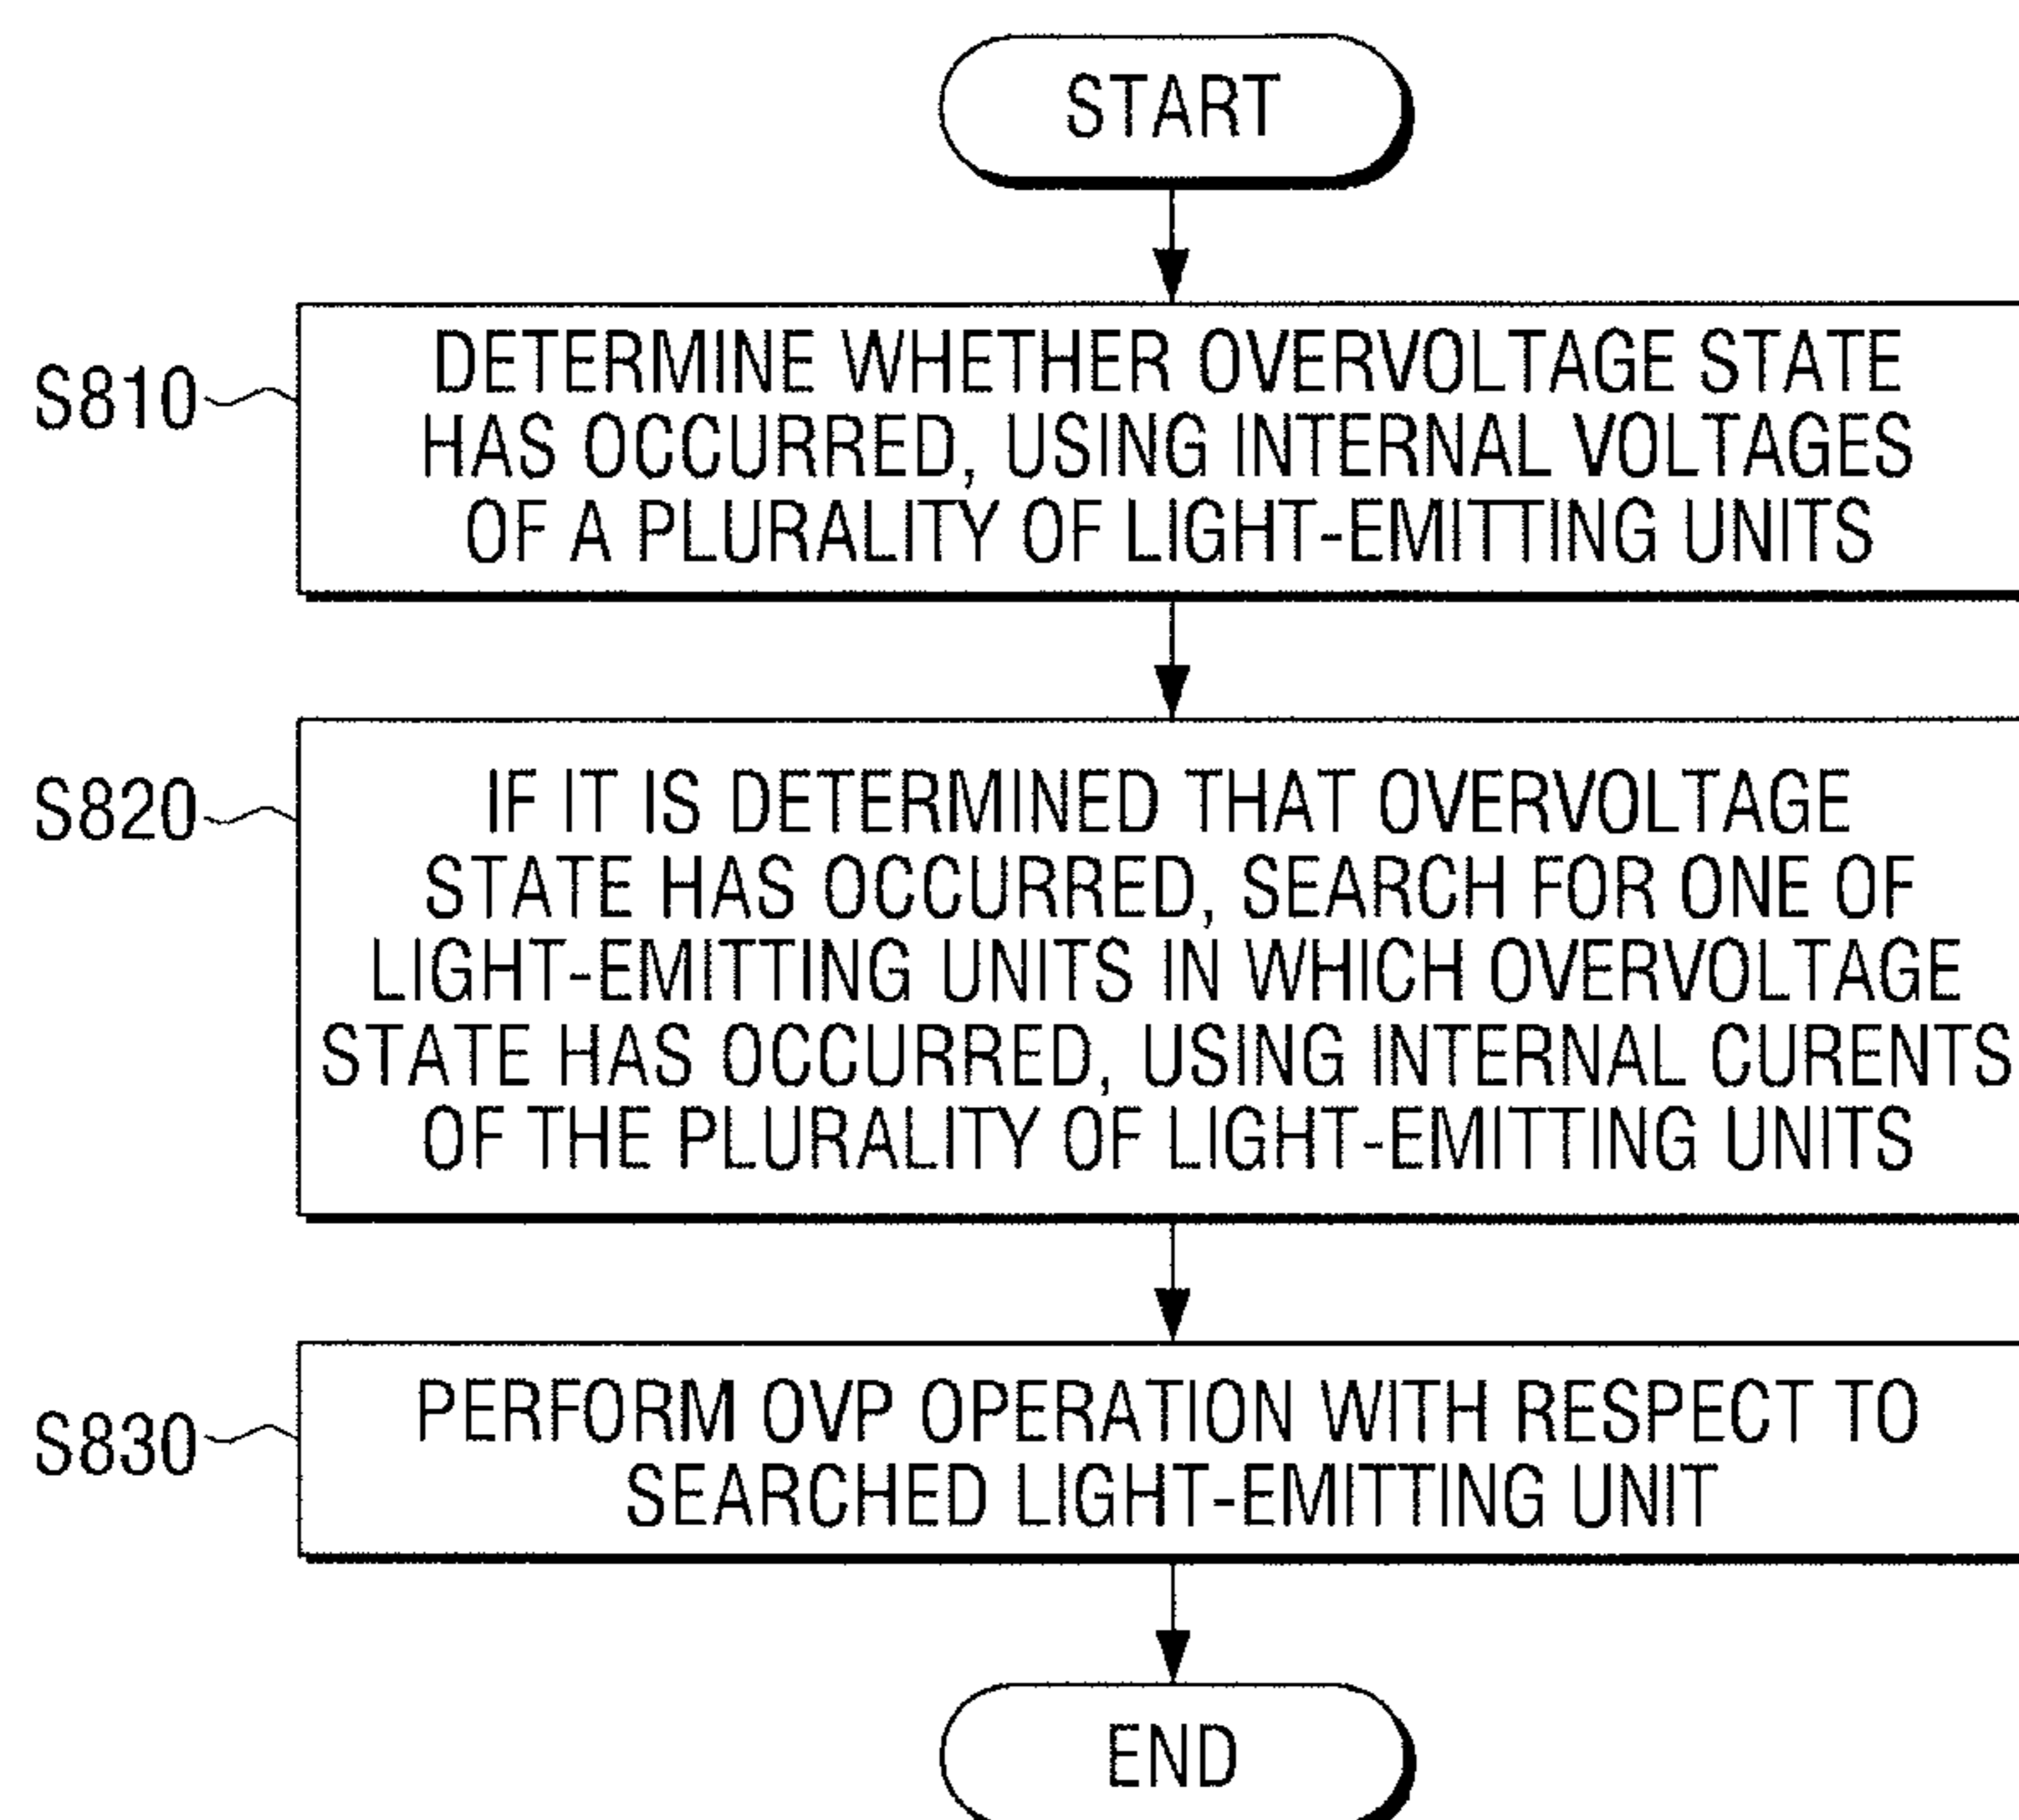 START
S810
DETERMINE WHETHER OVERVOLTAGE STATE
HAS OCCURRED, USING INTERNAL VOLTAGES
OF A PLURALITY OF LIGHT-EMITTING UNITS
S820
IF IT IS DETERMINED THAT OVERVOLTAGE
STATE HAS OCCURRED, SEARCH FOR ONE OF
LIGHT-EMITTING UNITS IN WHICH OVERVOLTAGE
STATE HAS OCCURRED, USING INTERNAL CURENTS
OF THE PLURALITY OF LIGHT-EMITTING UNITS
S830
PERFORM OVP OPERATION WITH RESPECT TO
SEARCHED LIGHT-EMITTING UNIT
END